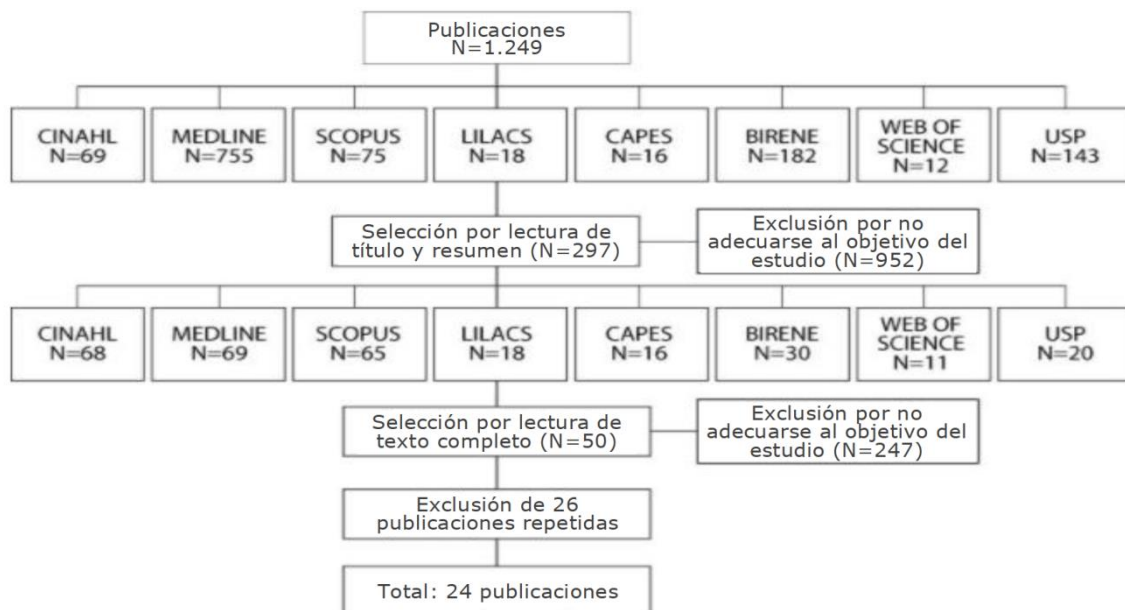 Publicaciones
N=1.249
CINAHL
N=69
MEDLINE
N=755
SCOPUS
N=75
LILACS
N=18
CAPES
N=16
BIRENE
N=182
WEB OF
SCIENCE
N=12
USP
N=143
Selección por lectura de
título y resumen (N=297)
Exclusión por no
adecuarse al objetivo del
estudio (N=952)
CINAHL
N=68
MEDLINE
N=69
SCOPUS
N=65
LILACS
N=18
CAPES
N=16
BIRENE
N=30
WEB OF
SCIENCE
N=11
USP
N=20
Selección por lectura de
texto completo (N=50)
Exclusión por no
adecuarse al objetivo del
estudio (N=247)
Exclusión de 26
publicaciones repetidas
Total: 24 publicaciones